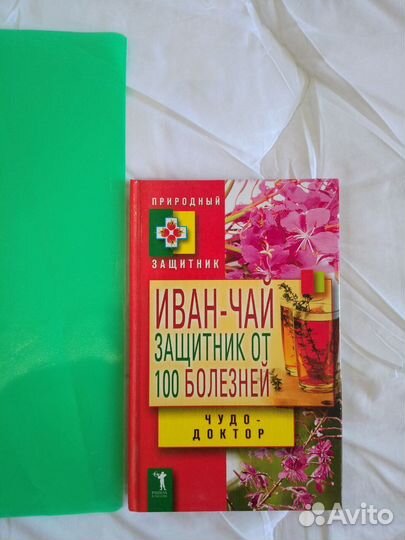 ПРИРОДНЫЙ
ЗАЩИТНИК
ИВАН-ЧАЙ
ЗАЩИТНИК ОТ
100 БОЛЕЗНЕЙ
ЧУДО-
ДОКТОР
Avito